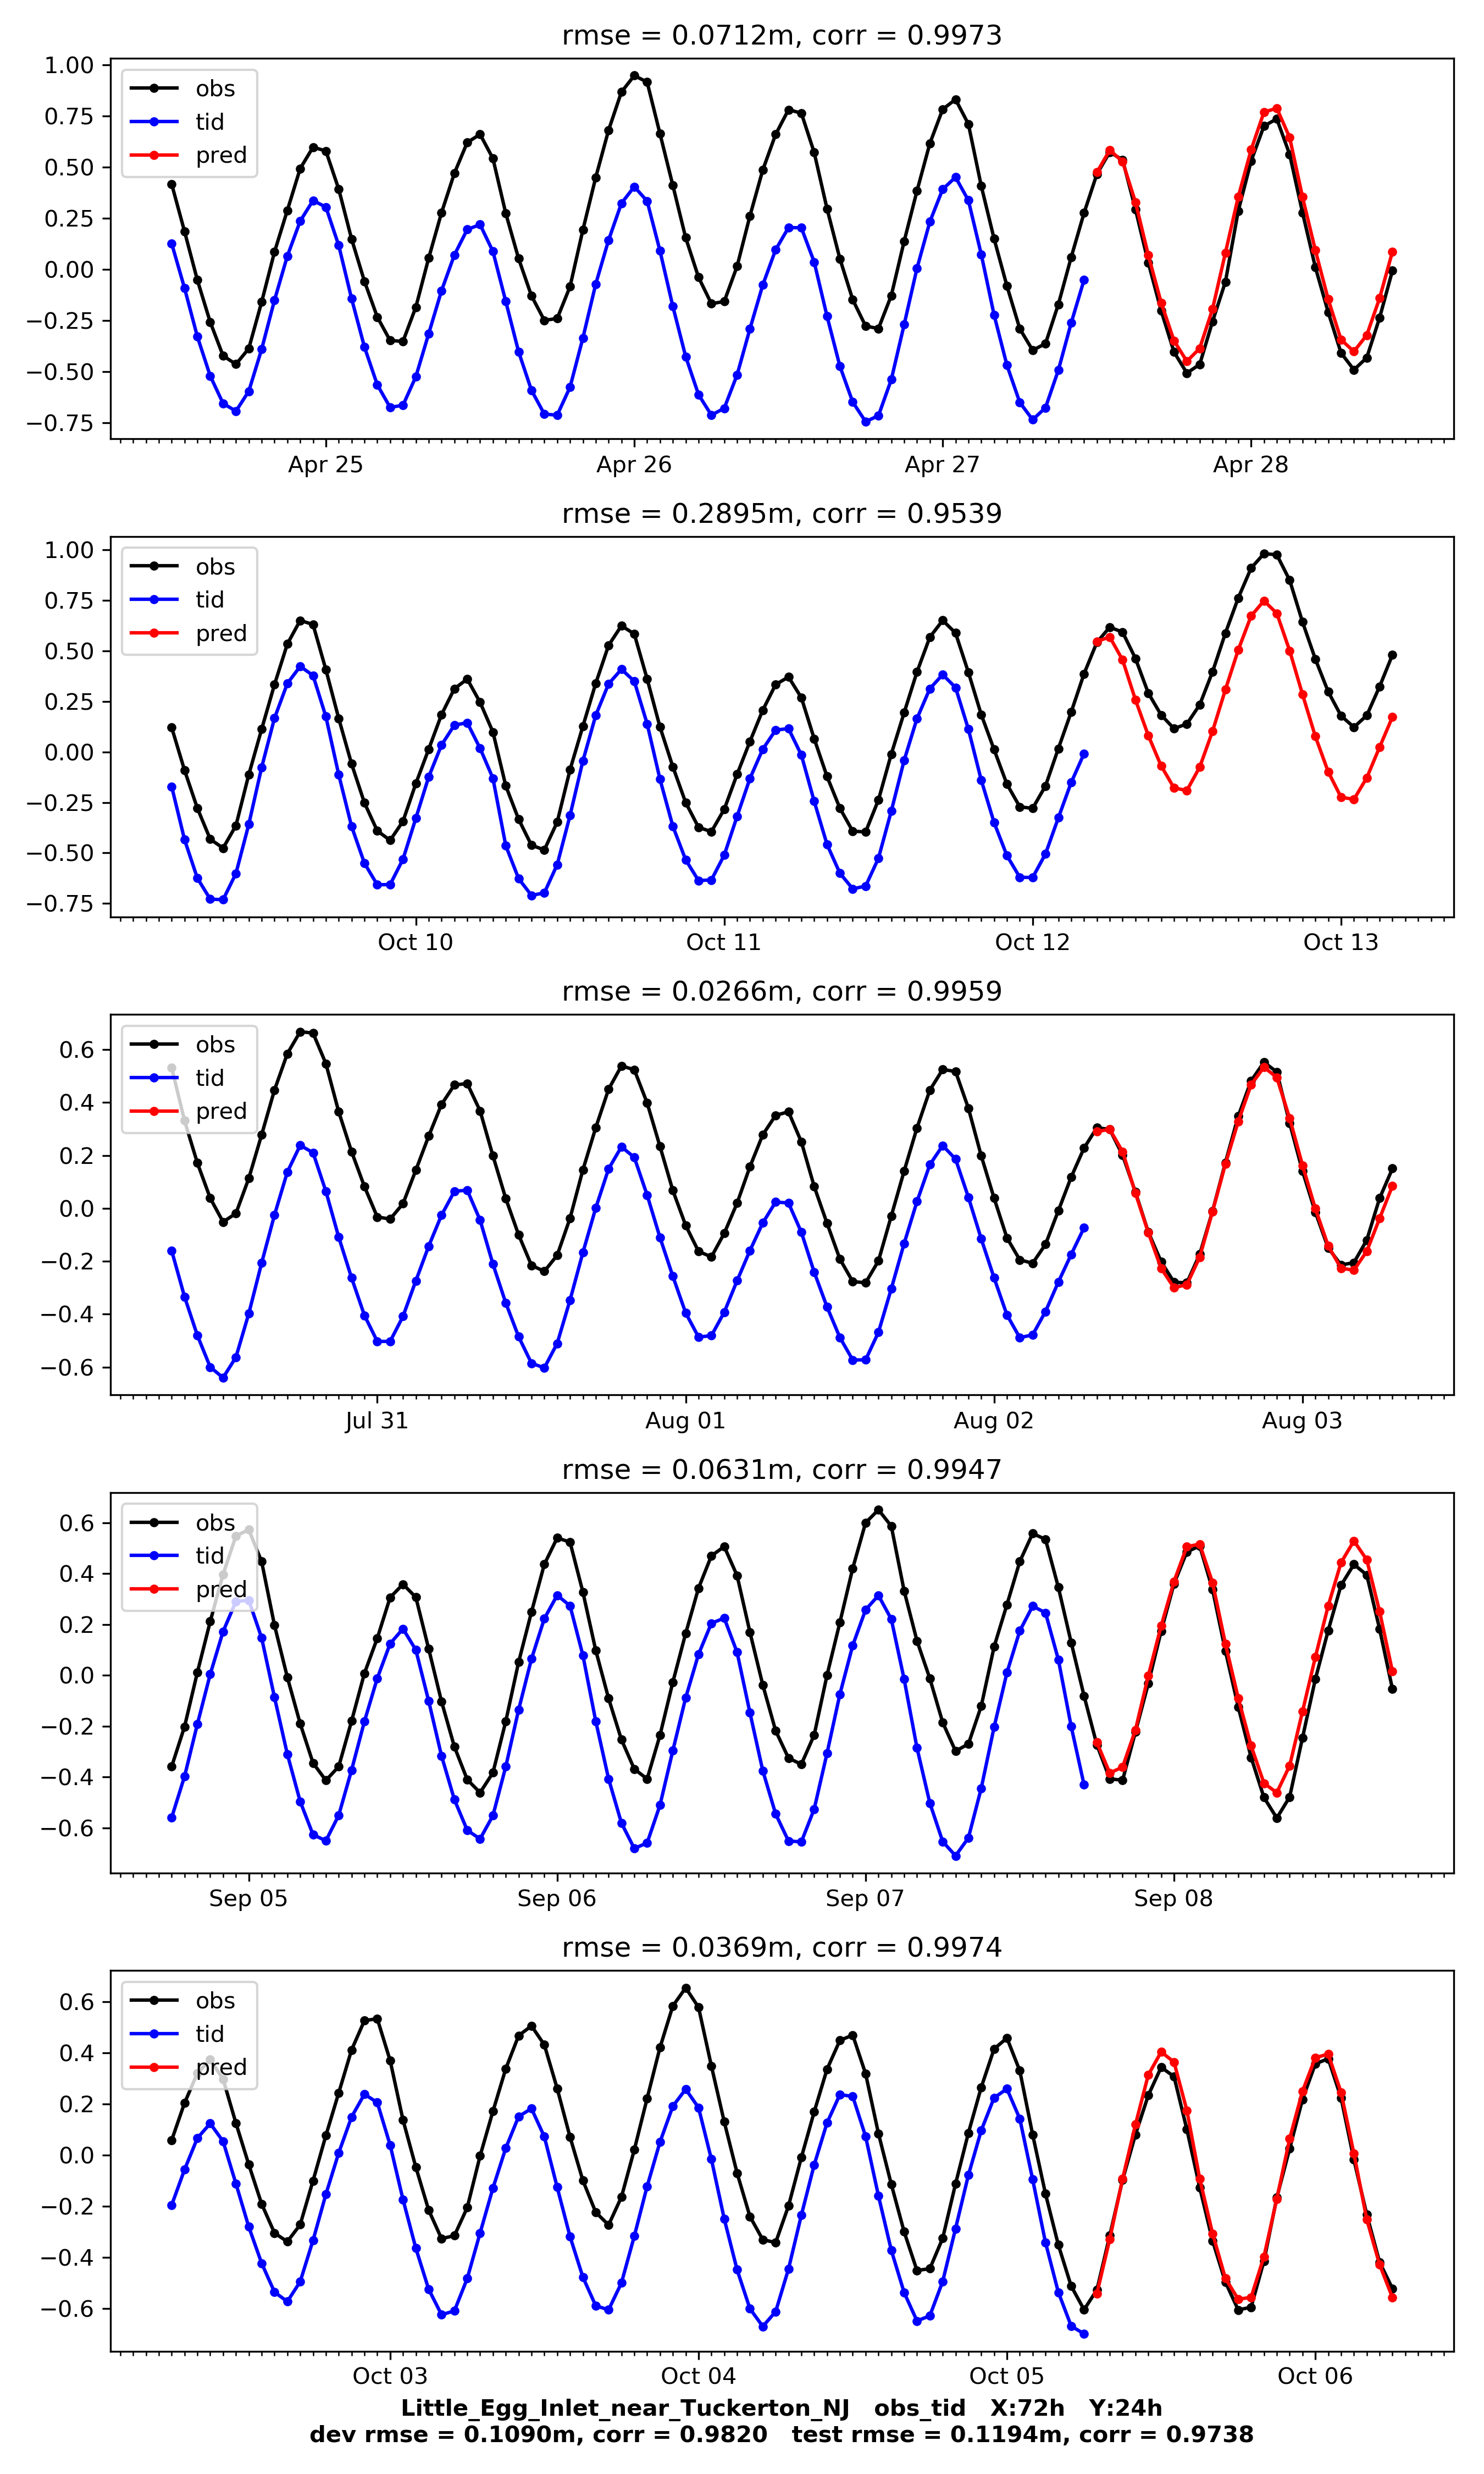 rmse = 0.0712m, corr = 0.9973
1.00
0.75
0.50
0.25
0.00
−0.25
−0.50
−0.75
obs
tid
pred
Apr 25 Apr 26 Apr 27 Apr 28
rmse = 0.2895m, corr = 0.9539
1.00
0.75
0.50
0.25
0.00
−0.25
−0.50
−0.75
obs
tid
pred
Oct 10 Oct 11 Oct 12 Oct 13
rmse = 0.0266m, corr = 0.9959
0.6
0.4
0.2
0.0
−0.2
−0.4
−0.6
obs
tid
pred
Jul 31 Aug 01 Aug 02 Aug 03
rmse = 0.0631m, corr = 0.9947
0.6
0.4
0.2
0.0
−0.2
−0.4
−0.6
obs
tid
pred
Sep 05 Sep 06 Sep 07 Sep 08
rmse = 0.0369m, corr = 0.9974
0.6
0.4
0.2
0.0
−0.2
−0.4
−0.6
obs
tid
pred
Oct 03 Oct 04 Oct 05 Oct 06
Little_Egg_Inlet_near_Tuckerton_NJ obs_tid X:72h Y:24h
dev rmse = 0.1090m, corr = 0.9820 test rmse = 0.1194m, corr = 0.9738